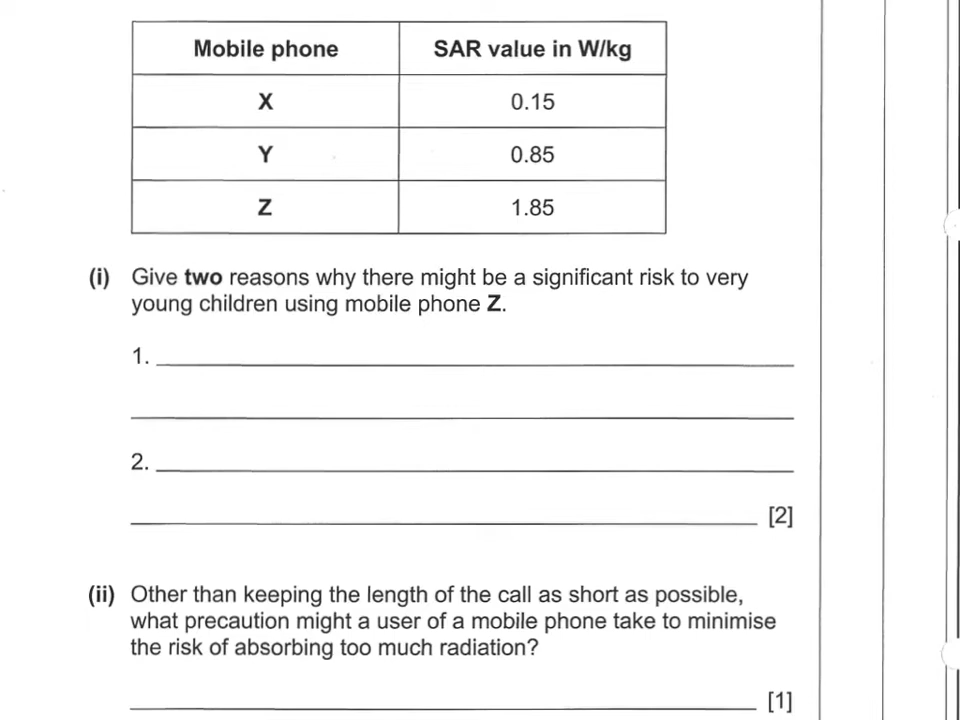 Mobile phone SAR value in W/kg
X 0.15
Y 0.85
Z 1.85
(i) Give two reasons why there might be a significant risk to very
young children using mobile phone Z.
1.
2.
[2]
(ii) Other than keeping the length of the call as short as possible,
what precaution might a user of a mobile phone take to minimise
the risk of absorbing too much radiation?
[1]